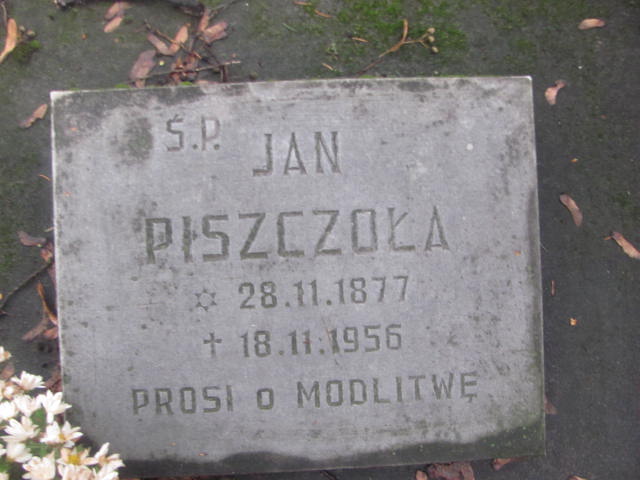 Ś.P. JAN
PISZCZOŁA
✡ 28.11.1877
✝ 18.11.1956
PROSI O MODLITWĘ